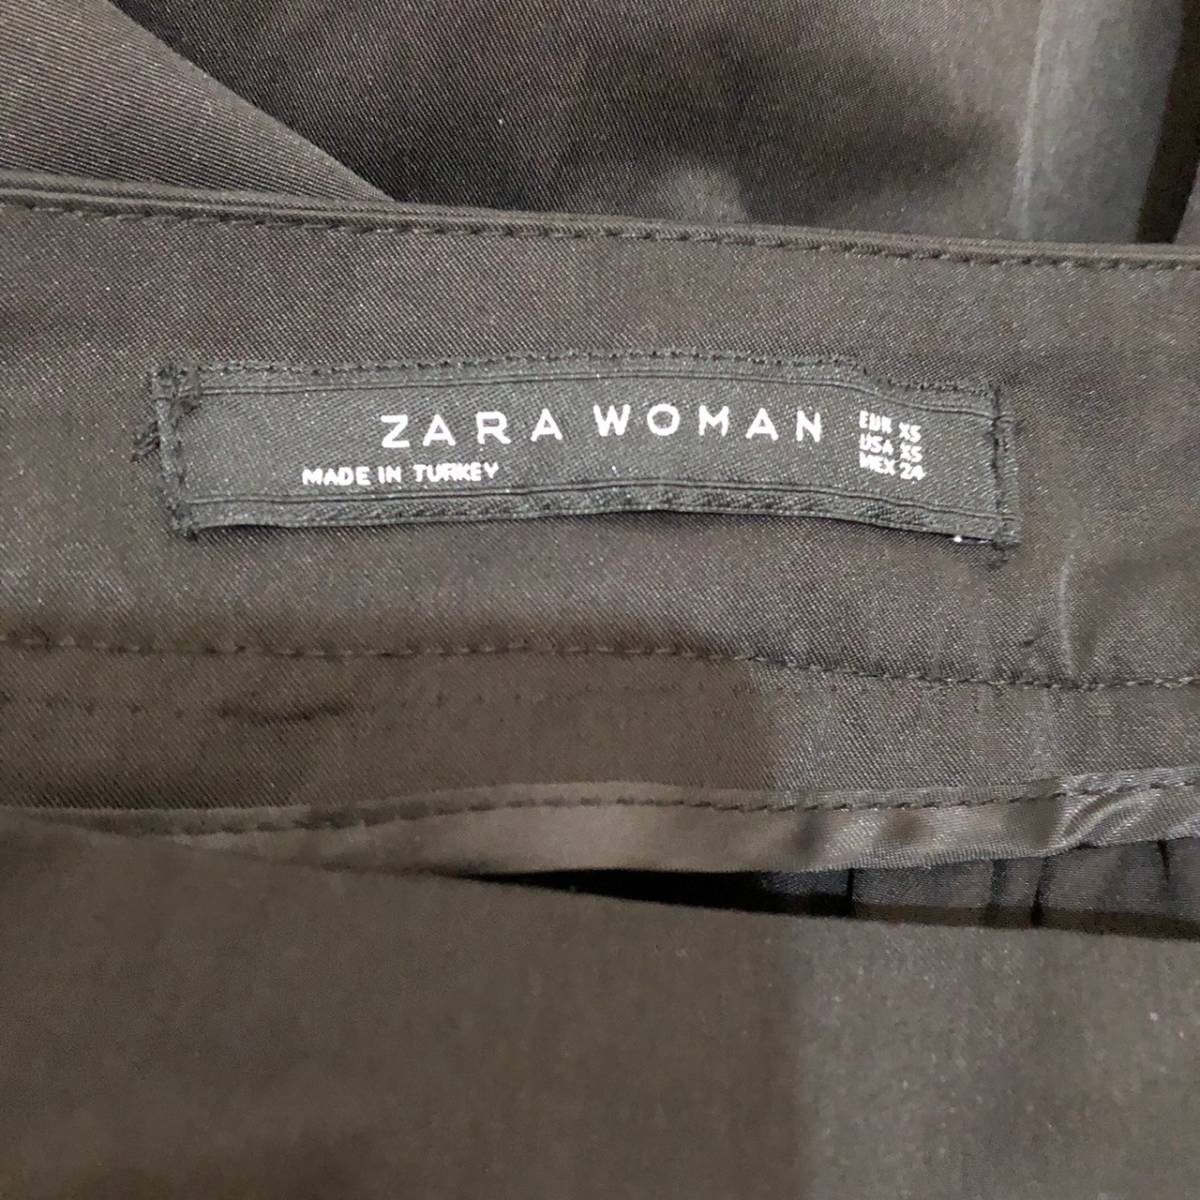 ZARA WOMAN
MADE IN TURKEY
EUR XS
USA XS
MEX 24